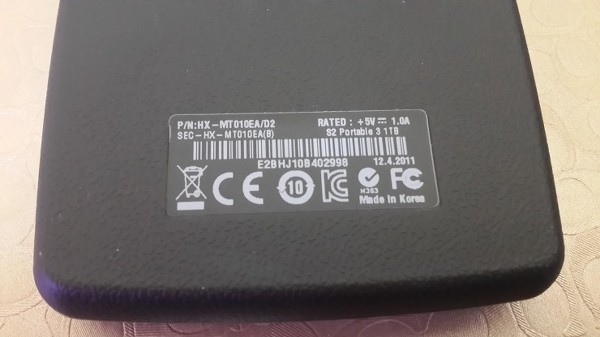 P/N:HX-MT010EA/D2 RATED : +5V ⎓ 1.0A
SEC-HX-MT010EA(B) S2 Portable 3 1TB
E2BHJ10B402998 12.4.2011
CE 10 FC
N363
Made in Korea